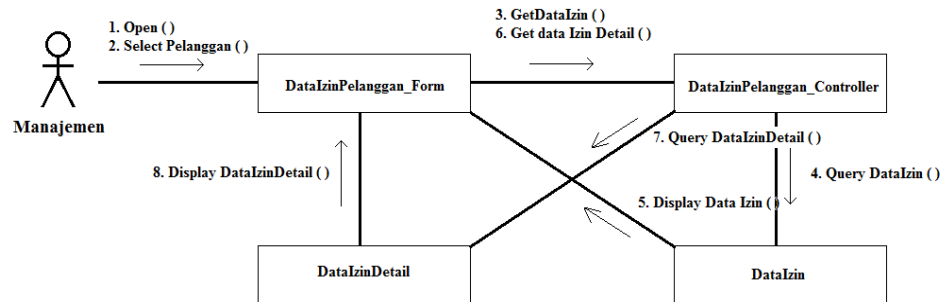 1. Open ( )
2. Select Pelanggan ( )
3. GetDataIzin ( )
6. Get data Izin Detail ( )
Manajemen
DataIzinPelanggan_Form
DataIzinPelanggan_Controller
7. Query DataIzinDetail ( )
8. Display DataIzinDetail ( )
4. Query DataIzin ( )
5. Display Data Izin ( )
DataIzinDetail
DataIzin